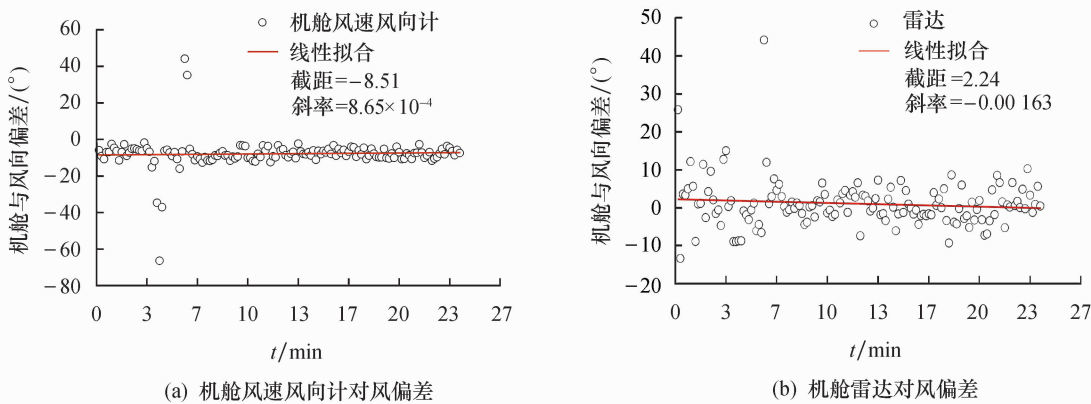 60
40
20
0
−20
−40
−60
−80
机舱与风向偏差/(°)
机舱风速风向计
线性拟合
截距=−8.51
斜率=8.65×10⁻⁴
0 3 7 10 13 17 20 23 27
t/min
(a) 机舱风速风向计对风偏差
50
40
30
20
10
0
−10
−20
机舱与风向偏差/(°)
雷达
线性拟合
截距=2.24
斜率=−0.00 163
0 3 7 10 13 17 20 23 27
t/min
(b) 机舱雷达对风偏差